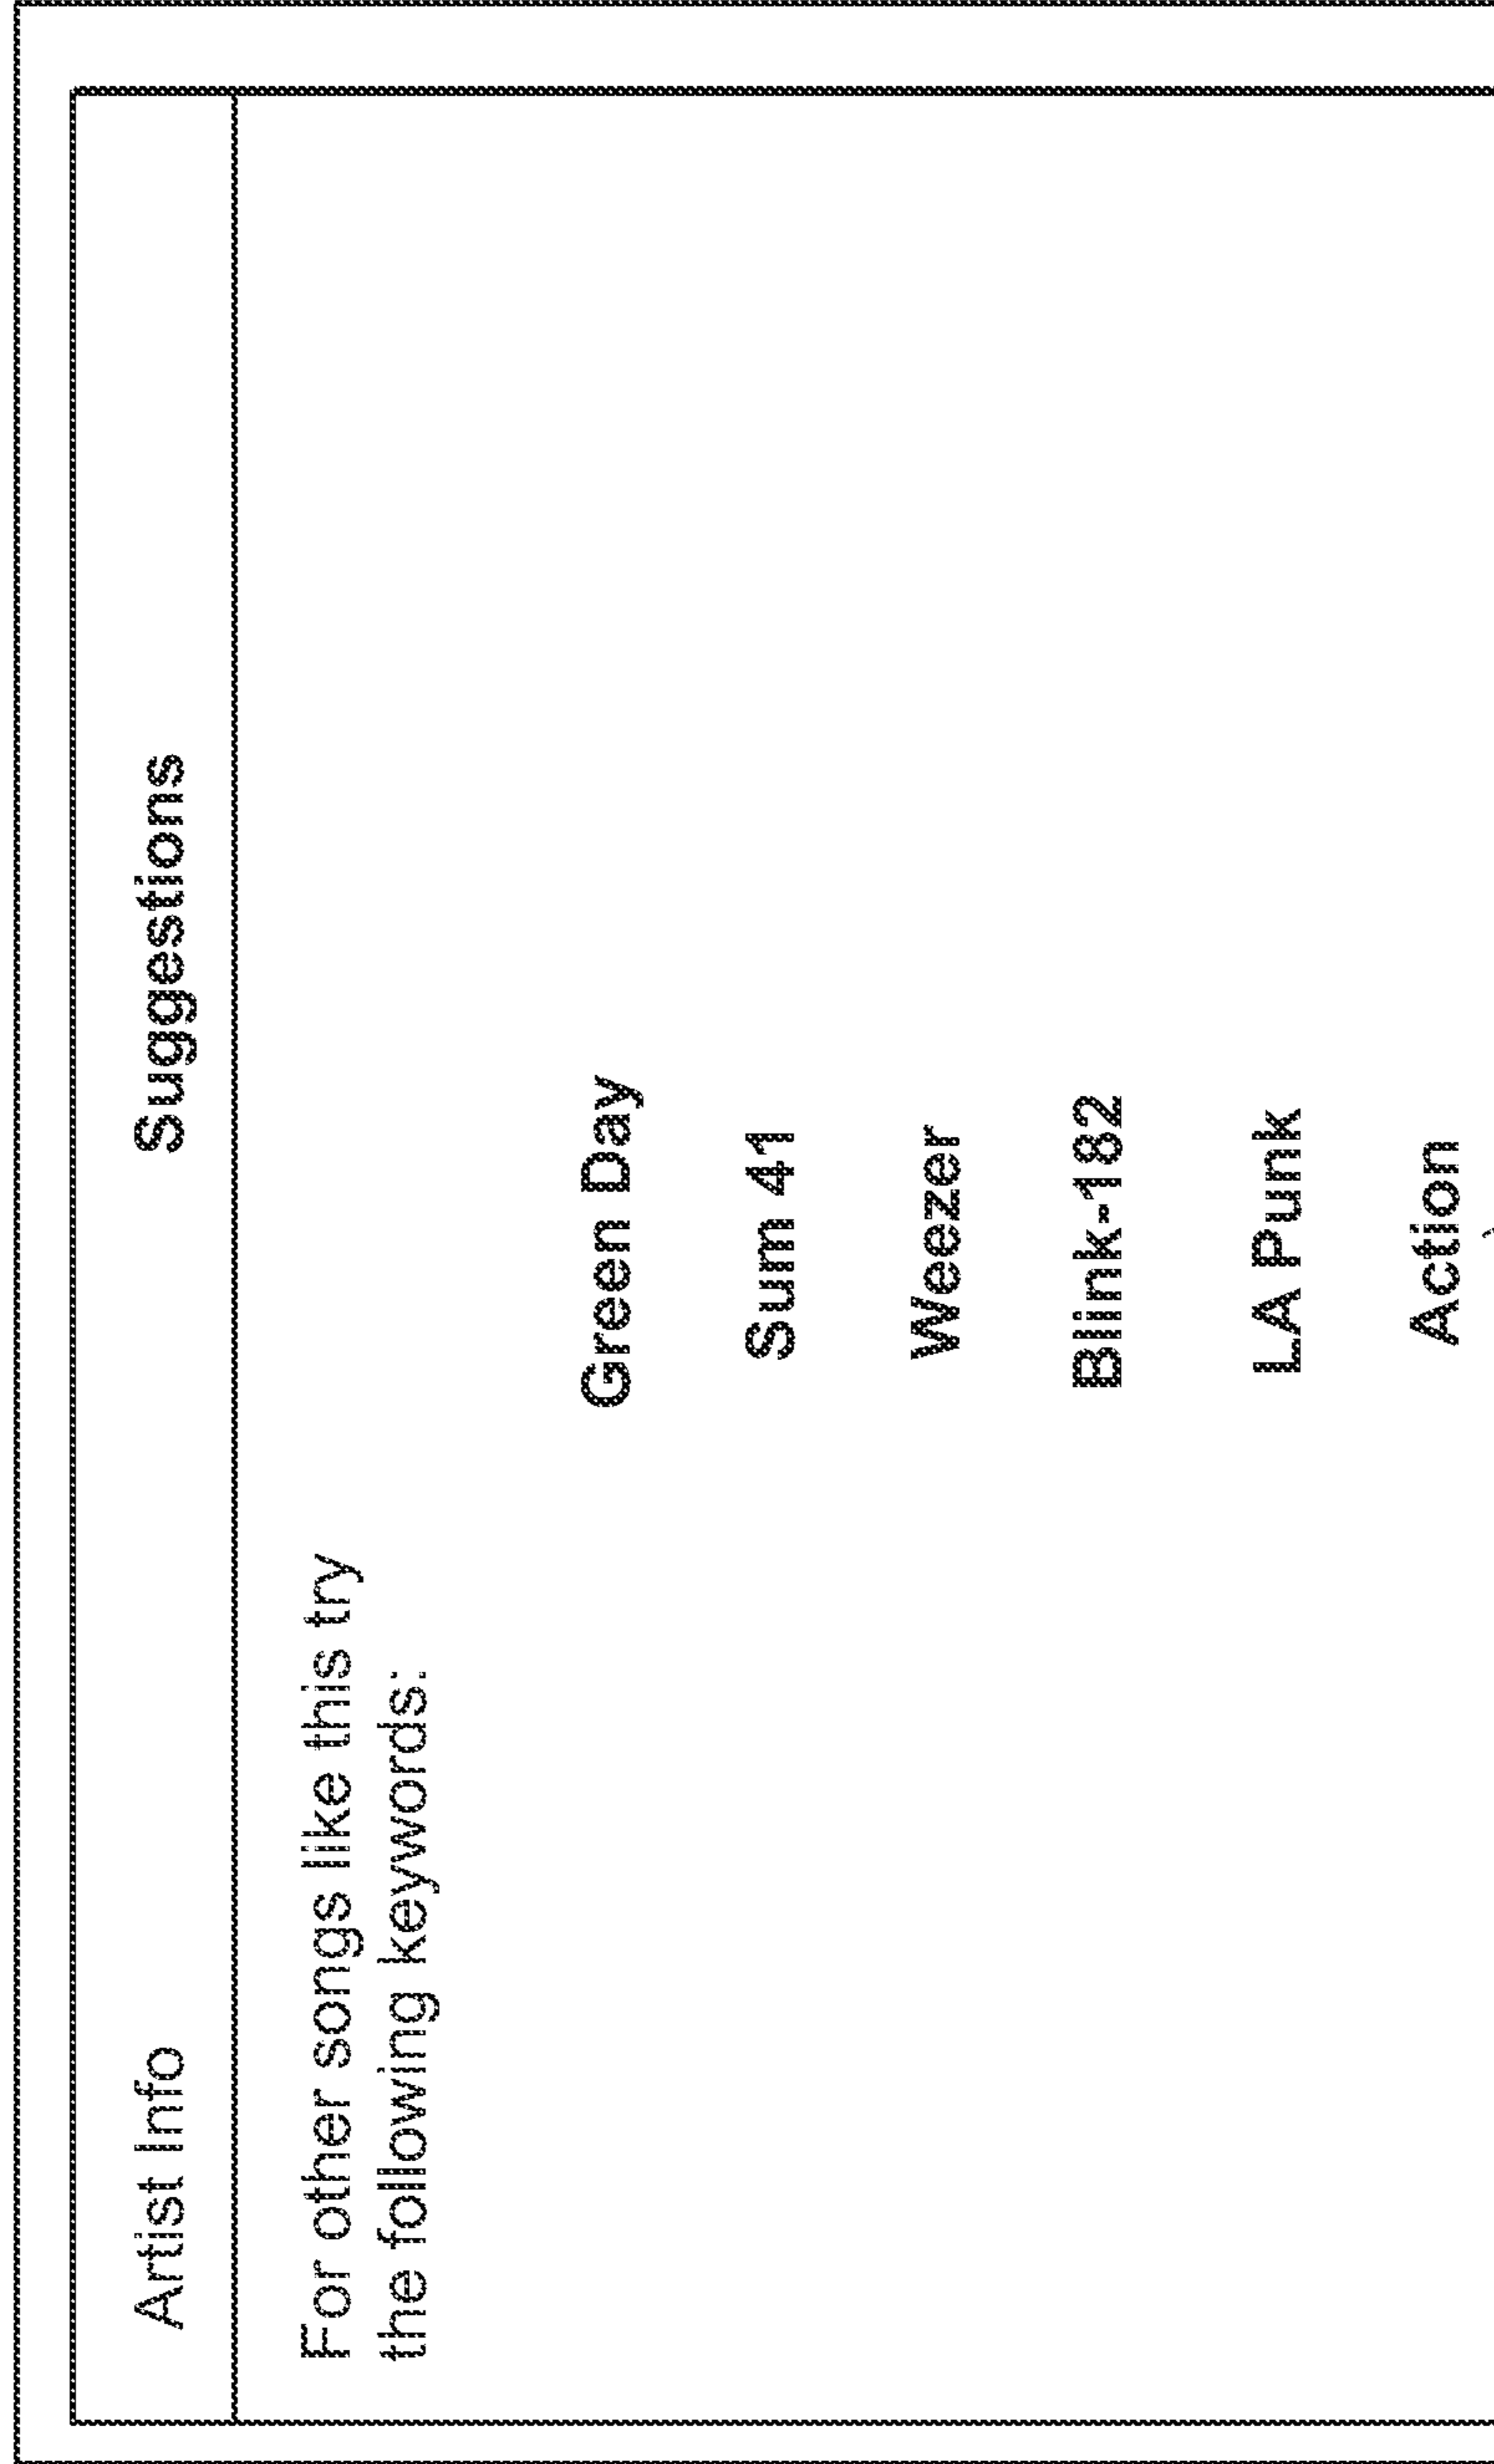 Artist Info Suggestions
For other songs like this try
the following keywords:
Green Day
Sum 41
Weezer
Blink-182
LA Punk
Action